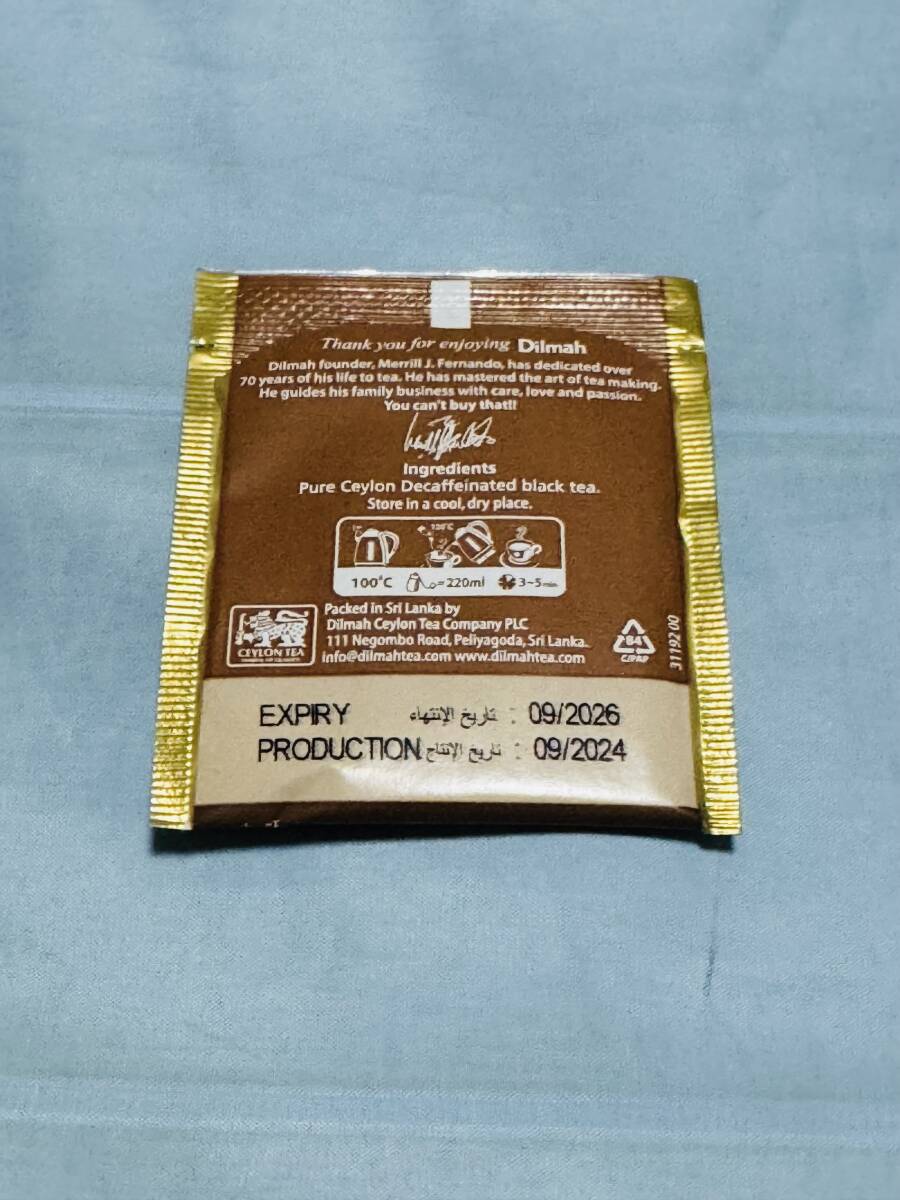 Thank you for enjoying Dilmah
Dilmah founder, Merrill J. Fernando, has dedicated over
70 years of his life to tea. He has mastered the art of tea making.
He guides his family business with care, love and passion.
You can't buy that!!
Ingredients
Pure Ceylon Decaffeinated black tea.
Store in a cool, dry place.
100°C =220ml 3~5 min
Packed in Sri Lanka by
Dilmah Ceylon Tea Company PLC
111 Negombo Road, Peliyagoda, Sri Lanka.
info@dilmahtea.com www.dilmahtea.com
CEYLON TEA
84
C/PAP
31192 00
EXPIRY تاريخ الإنتهاء : 09/2026
PRODUCTION تاريخ الإنتاج : 09/2024